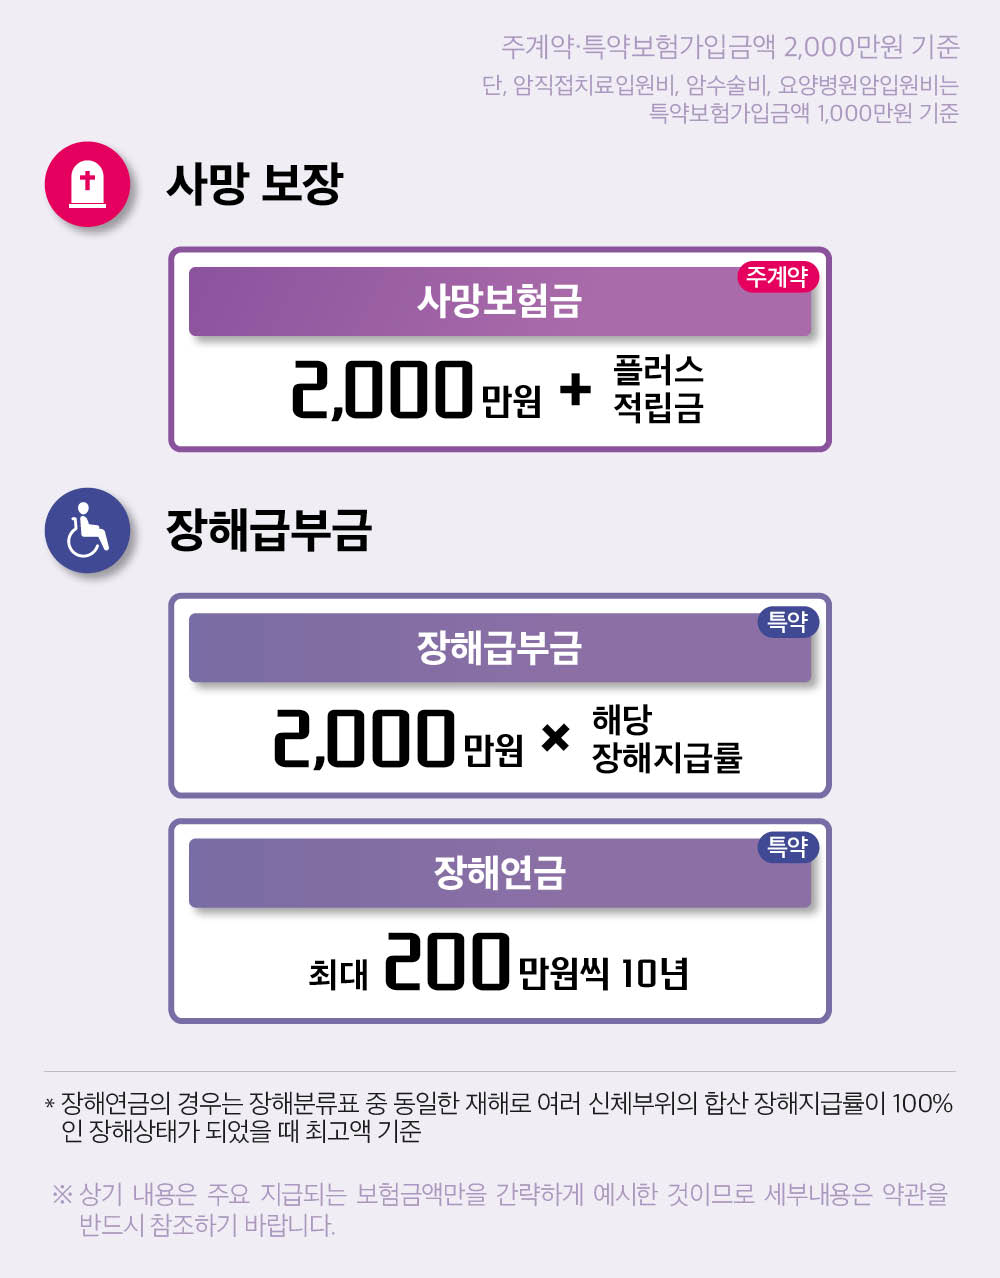 주계약·특약보험가입금액 2,000만원 기준
단, 암직접치료입원비, 암수술비, 요양병원암입원비는
특약보험가입금액 1,000만원 기준
사망 보장
주계약
사망보험금
2,000만원 + 플러스
적립금
장해급부금
특약
장해급부금
2,000만원 × 해당
장해지급률
특약
장해연금
최대 200만원씩 10년
* 장해연금의 경우는 장해분류표 중 동일한 재해로 여러 신체부위의 합산 장해지급률이 100%
인 장해상태가 되었을 때 최고액 기준
※ 상기 내용은 주요 지급되는 보험금액만을 간략하게 예시한 것이므로 세부내용은 약관을
반드시 참조하기 바랍니다.